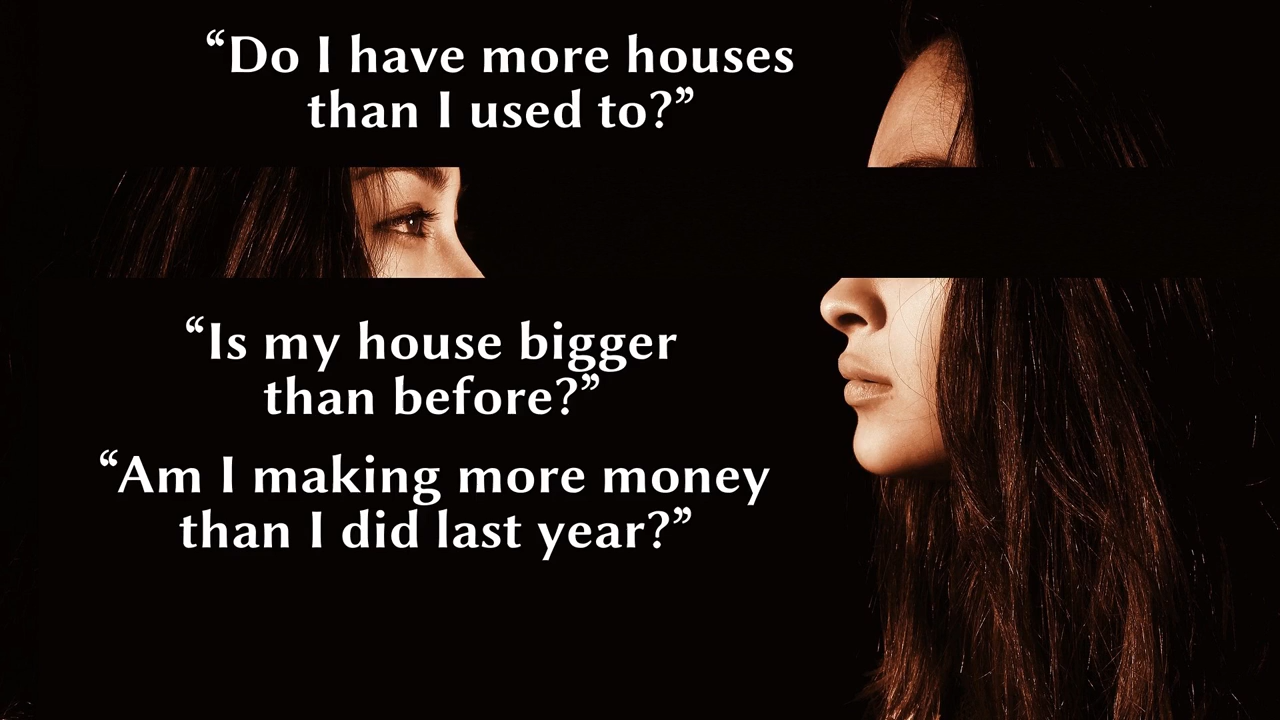 “Do I have more houses
than I used to?”
“Is my house bigger
than before?”
“Am I making more money
than I did last year?”